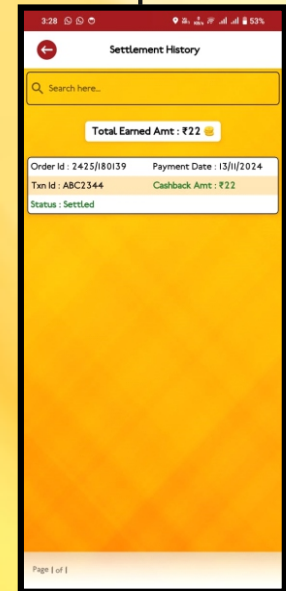 3:28 53%
Settlement History
Search here...
Total Earned Amt : ₹22
Order Id : 2425/180139 Payment Date : 13/11/2024
Txn Id : ABC2344 Cashback Amt : ₹22
Status : Settled
Page 1 of 1